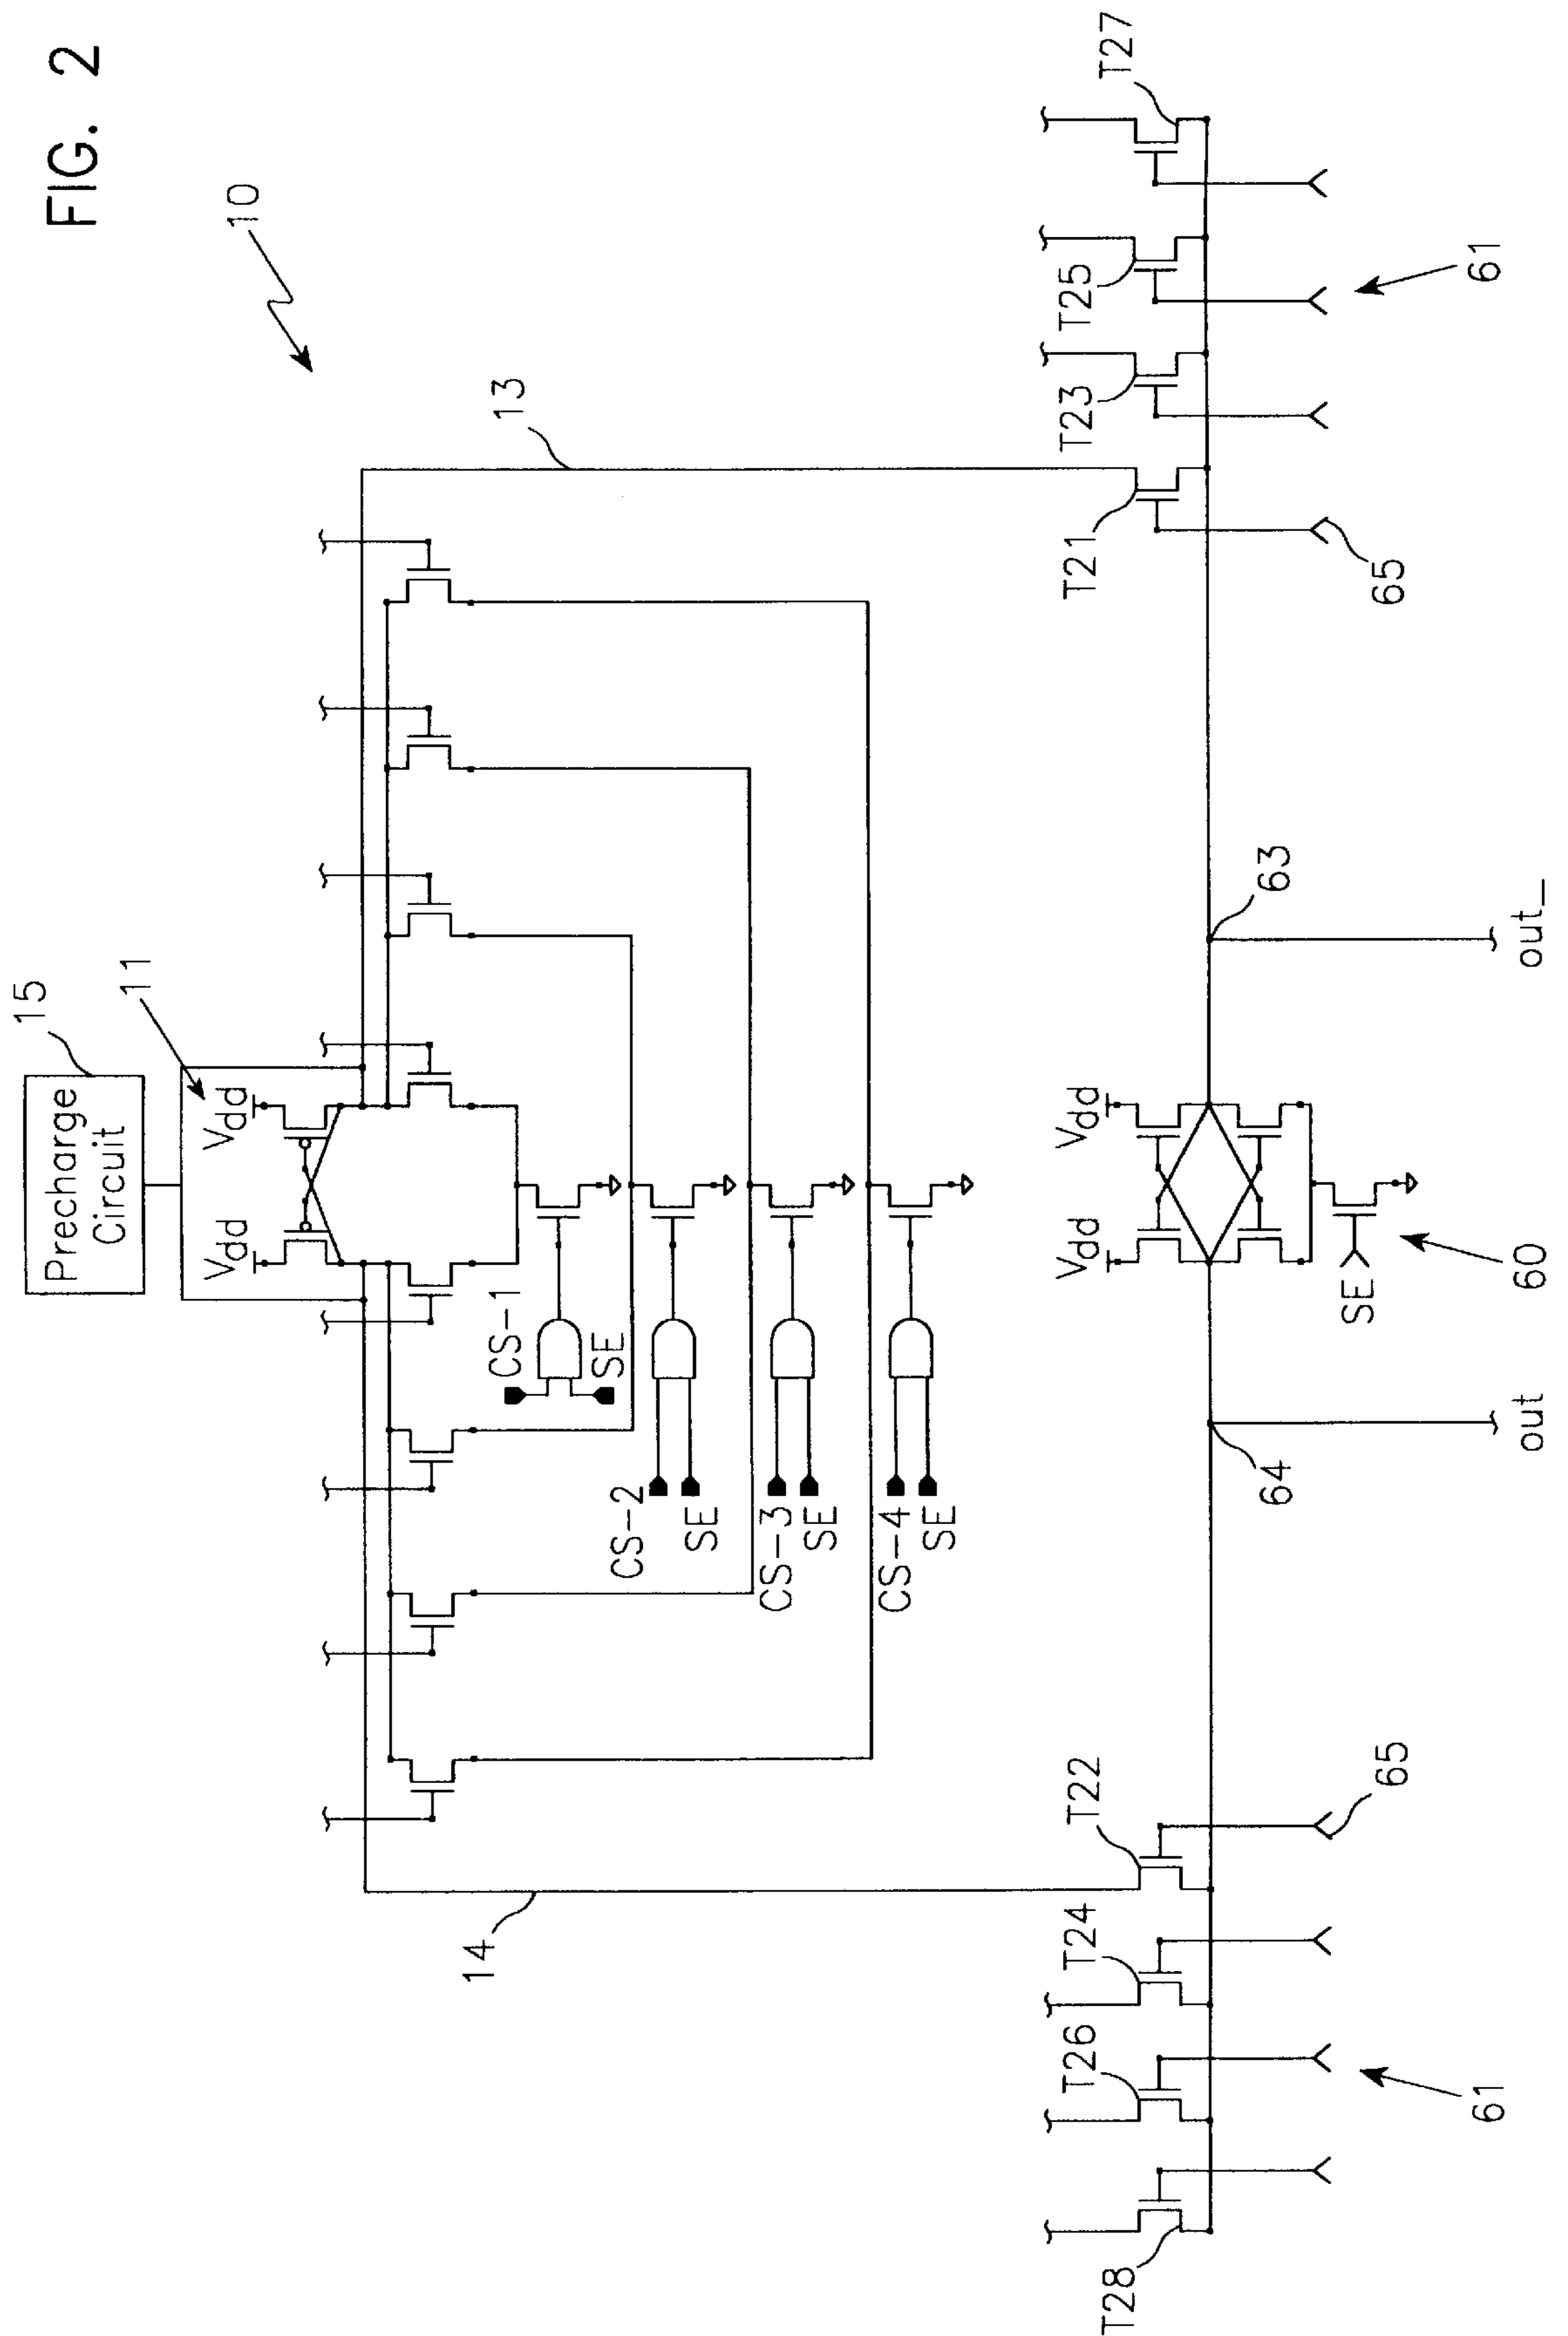 FIG. 2
10
15
Precharge
Circuit
11
Vdd
Vdd
13
14
CS-1
SE
CS-2
SE
CS-3
SE
CS-4
SE
T28
T26
T24
T22
T21
T23
T25
T27
65
65
61
61
Vdd
Vdd
SE
60
64
63
out
out_